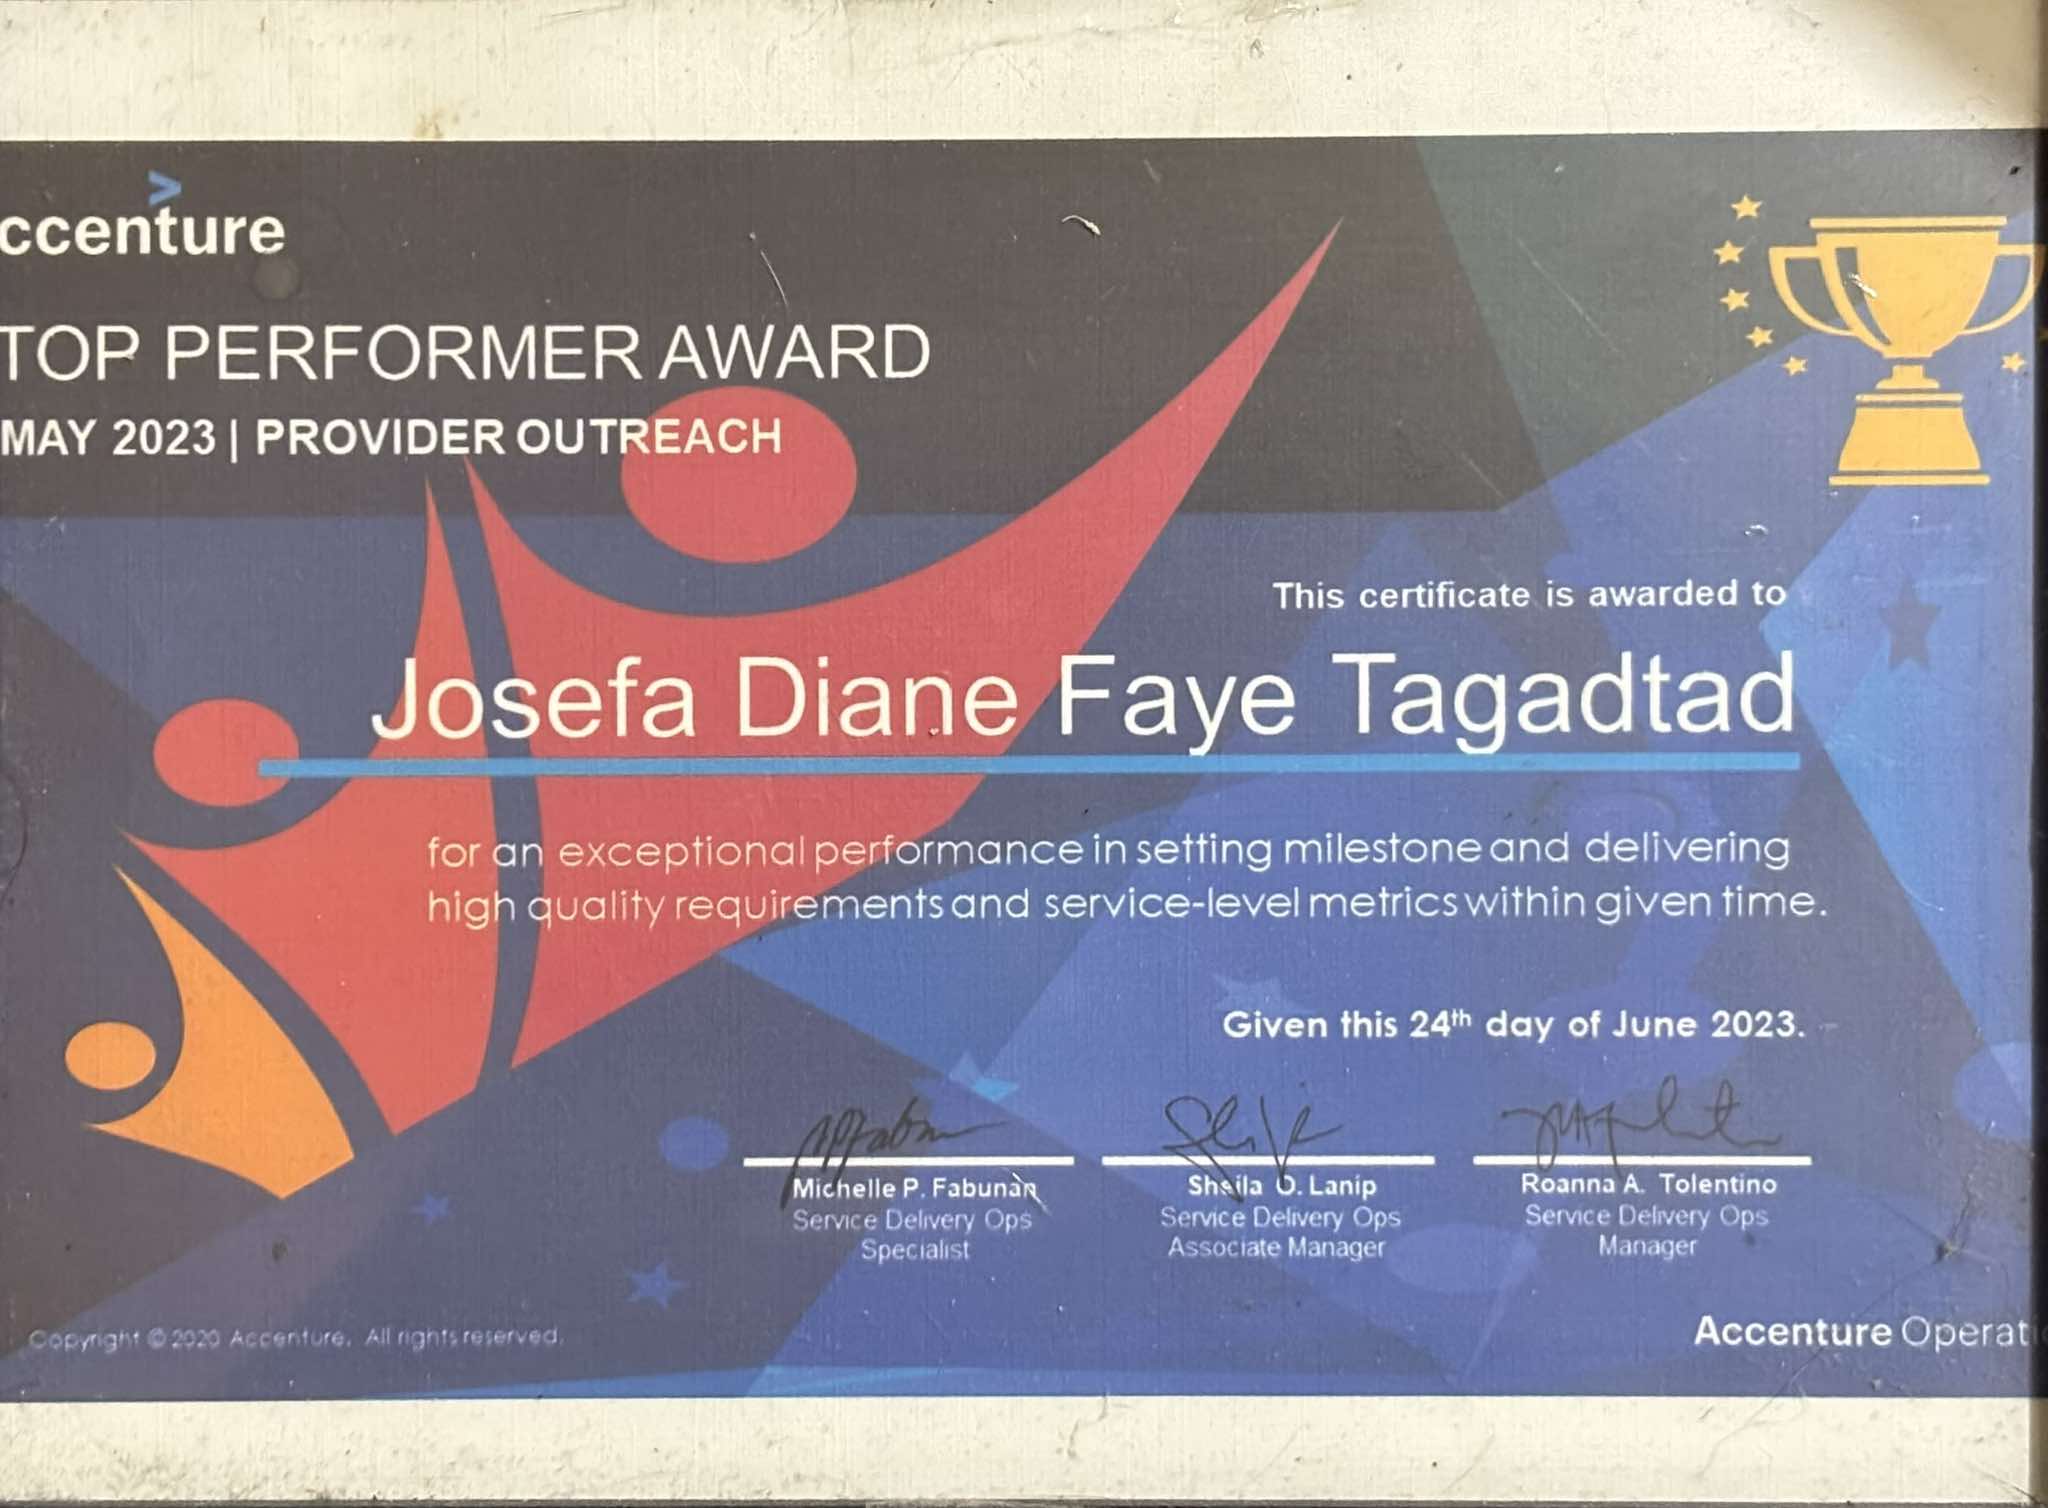 ccenture
>
TOP PERFORMER AWARD
MAY 2023 | PROVIDER OUTREACH
This certificate is awarded to
Josefa Diane Faye Tagadtad
for an exceptional performance in setting milestone and delivering
high quality requirements and service-level metrics within given time.
Given this 24th day of June 2023.
Michelle P. Fabunan
Service Delivery Ops
Specialist
Sheila O. Lanip
Service Delivery Ops
Associate Manager
Roanna A. Tolentino
Service Delivery Ops
Manager
Copyright © 2020 Accenture. All rights reserved.
Accenture Operati